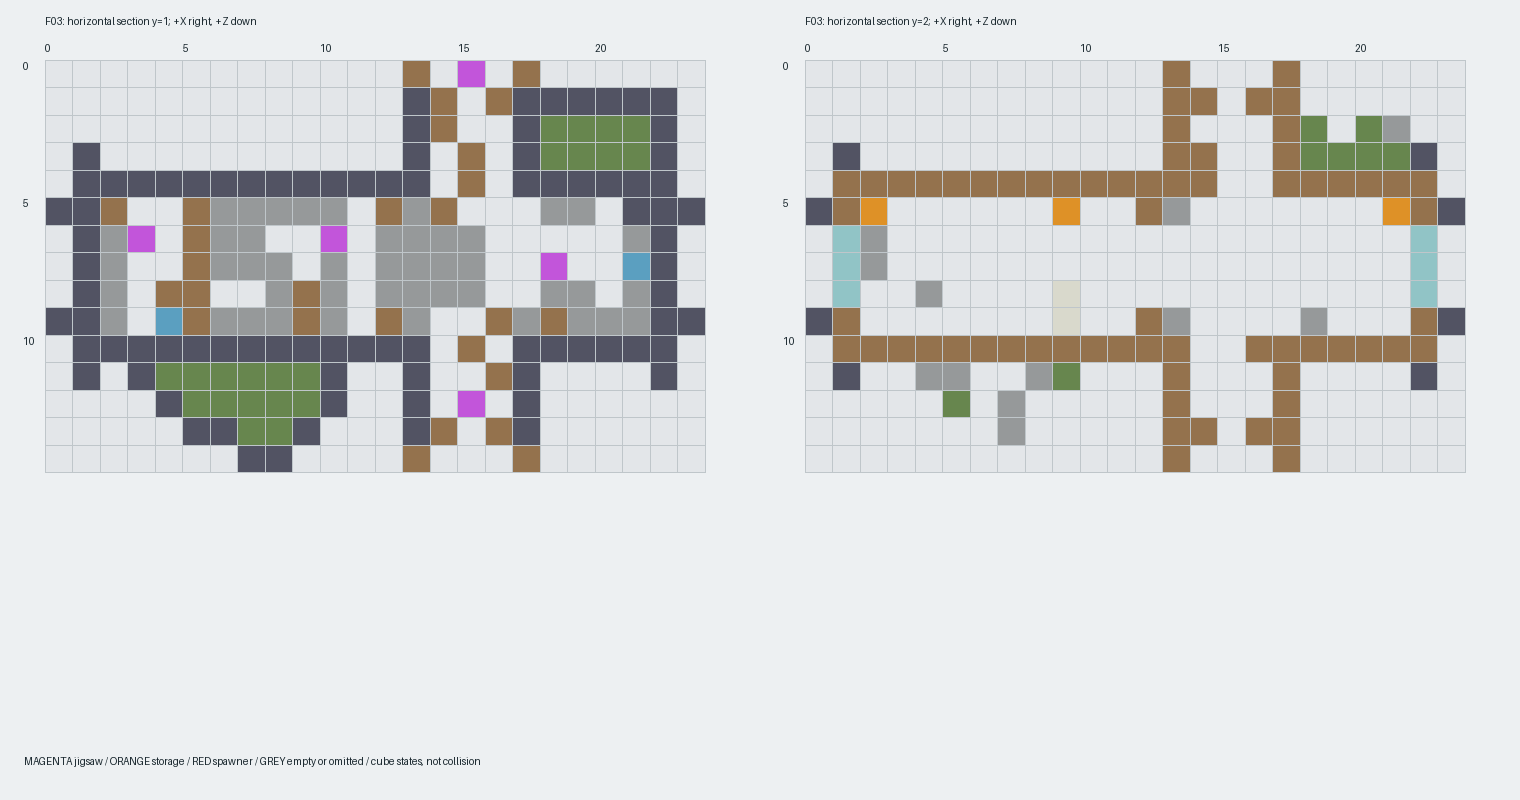 F03: horizontal section y=1; +X right, +Z down
F03: horizontal section y=2; +X right, +Z down
0 5 10 15 20
0 5 10 15 20
0
0
5
5
10
10
MAGENTA jigsaw / ORANGE storage / RED spawner / GREY empty or omitted / cube states, not collision